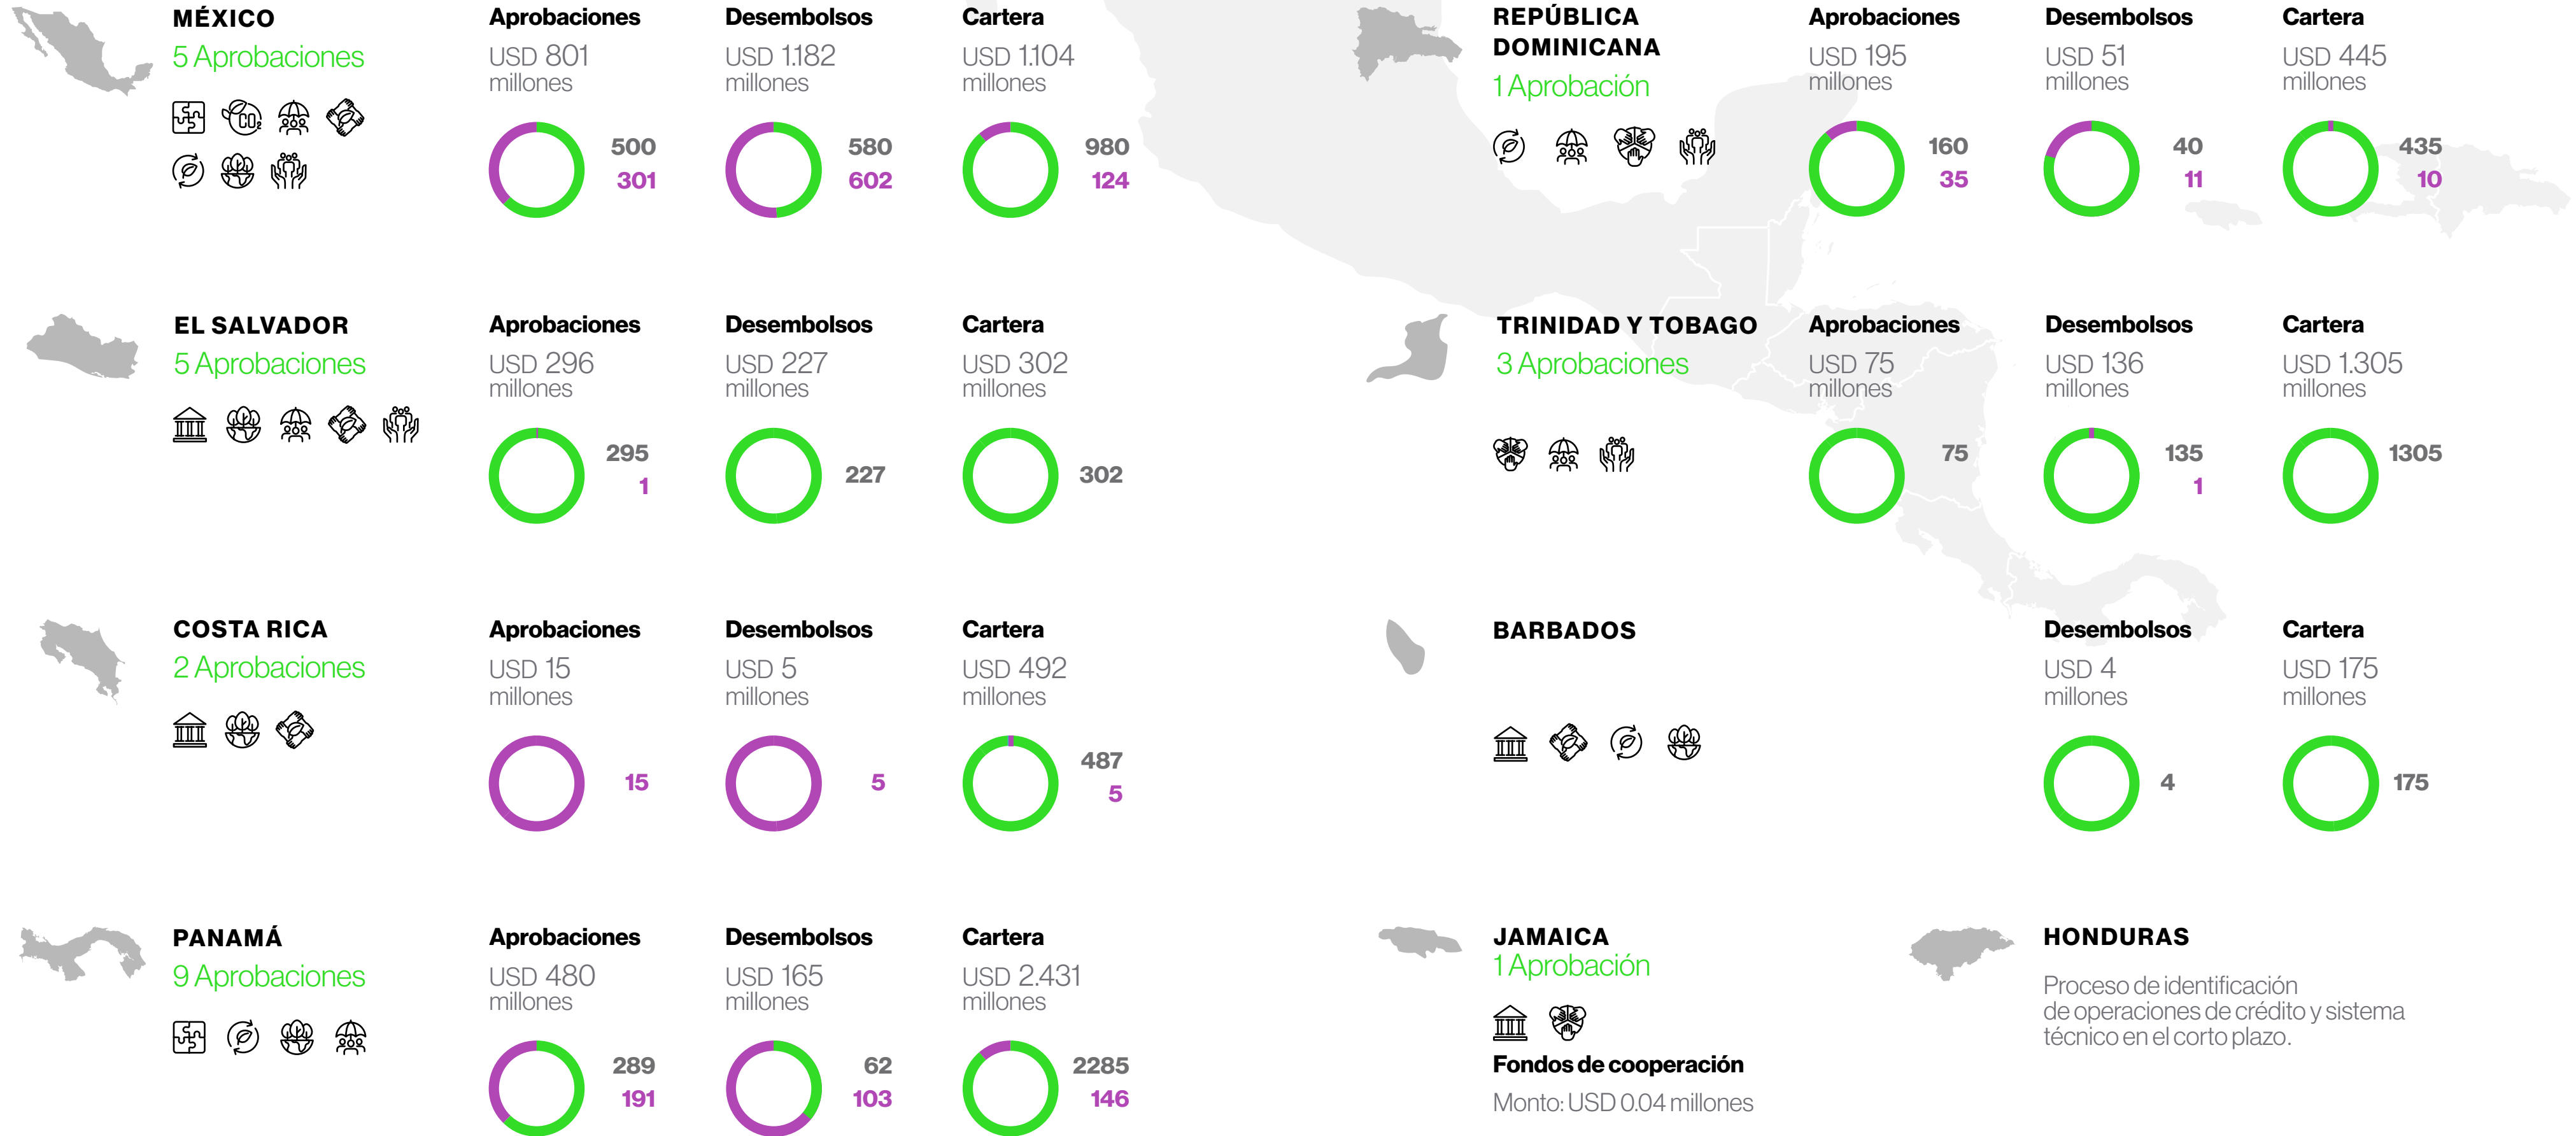 MÉXICO
5 Aprobaciones
Aprobaciones
USD 801
millones
500
301
Desembolsos
USD 1.182
millones
580
602
Cartera
USD 1.104
millones
980
124
EL SALVADOR
5 Aprobaciones
Aprobaciones
USD 296
millones
295
1
Desembolsos
USD 227
millones
227
Cartera
USD 302
millones
302
COSTA RICA
2 Aprobaciones
Aprobaciones
USD 15
millones
15
Desembolsos
USD 5
millones
5
Cartera
USD 492
millones
487
5
PANAMÁ
9 Aprobaciones
Aprobaciones
USD 480
millones
289
191
Desembolsos
USD 165
millones
62
103
Cartera
USD 2.431
millones
2285
146
REPÚBLICA
DOMINICANA
1 Aprobación
Aprobaciones
USD 195
millones
160
35
Desembolsos
USD 51
millones
40
11
Cartera
USD 445
millones
435
10
TRINIDAD Y TOBAGO
3 Aprobaciones
Aprobaciones
USD 75
millones
75
Desembolsos
USD 136
millones
135
1
Cartera
USD 1.305
millones
1305
BARBADOS
Desembolsos
USD 4
millones
4
Cartera
USD 175
millones
175
JAMAICA
1 Aprobación
Fondos de cooperación
Monto: USD 0.04 millones
HONDURAS
Proceso de identificación
de operaciones de crédito y sistema
técnico en el corto plazo.
CO₂